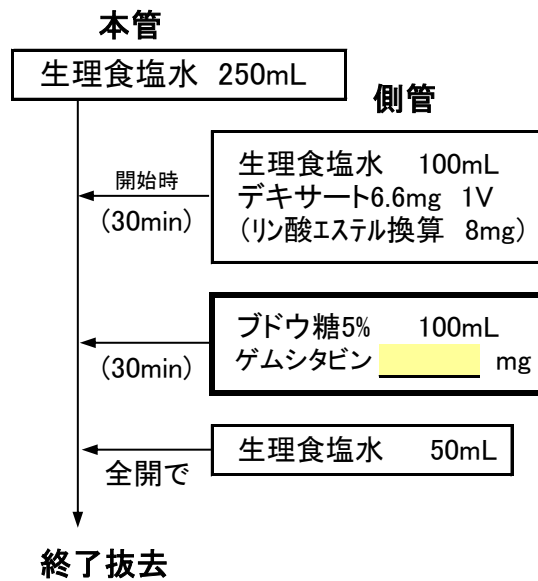 本管
生理食塩水 250mL
側管
生理食塩水 100mL
デキサート6.6mg 1V
(リン酸エステル換算 8mg)
開始時
(30min)
ブドウ糖5% 100mL
ゲムシタビン mg
(30min)
生理食塩水 50mL
全開で
終了抜去